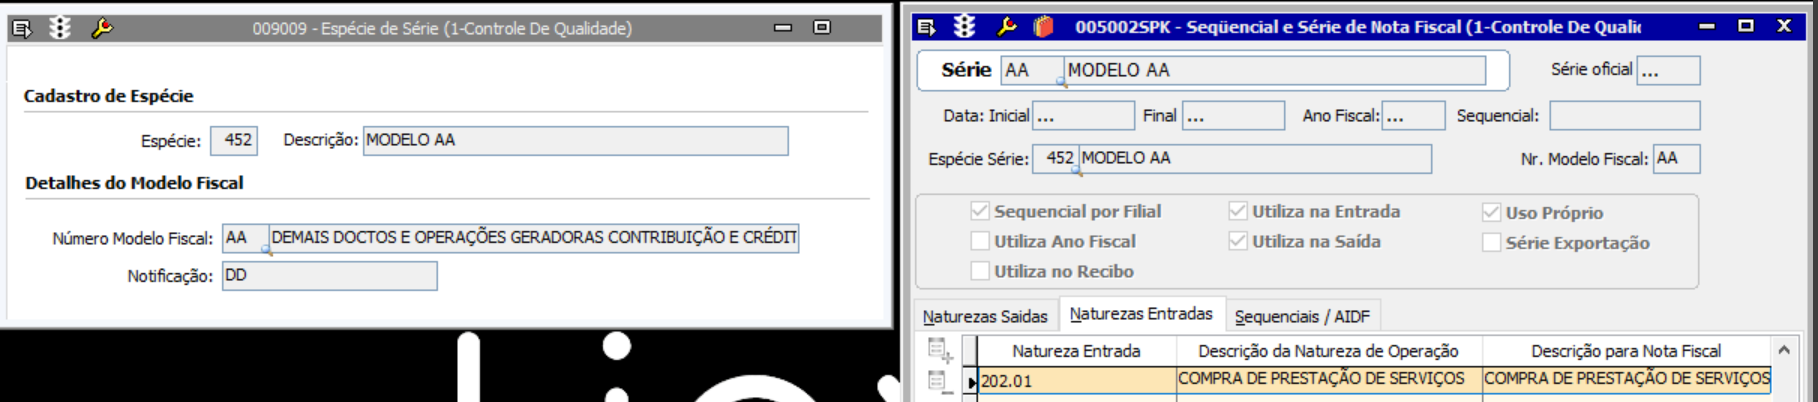 009009 - Espécie de Série (1-Controle De Qualidade)
Cadastro de Espécie
Espécie: 452 Descrição: MODELO AA
Detalhes do Modelo Fiscal
Número Modelo Fiscal: AA DEMAIS DOCTOS E OPERAÇÕES GERADORAS CONTRIBUIÇÃO E CRÉDIT
Notificação: DD
005002SPK - Seqüencial e Série de Nota Fiscal (1-Controle De Qualid
Série AA MODELO AA Série oficial ...
Data: Inicial ... Final ... Ano Fiscal: ... Sequencial:
Espécie Série: 452 MODELO AA Nr. Modelo Fiscal: AA
Sequencial por Filial Utiliza na Entrada Uso Próprio
Utiliza Ano Fiscal Utiliza na Saída Série Exportação
Utiliza no Recibo
Naturezas Saidas Naturezas Entradas Sequenciais / AIDF
Natureza Entrada Descrição da Natureza de Operação Descrição para Nota Fiscal
202.01 COMPRA DE PRESTAÇÃO DE SERVIÇOS COMPRA DE PRESTAÇÃO DE SERVIÇOS